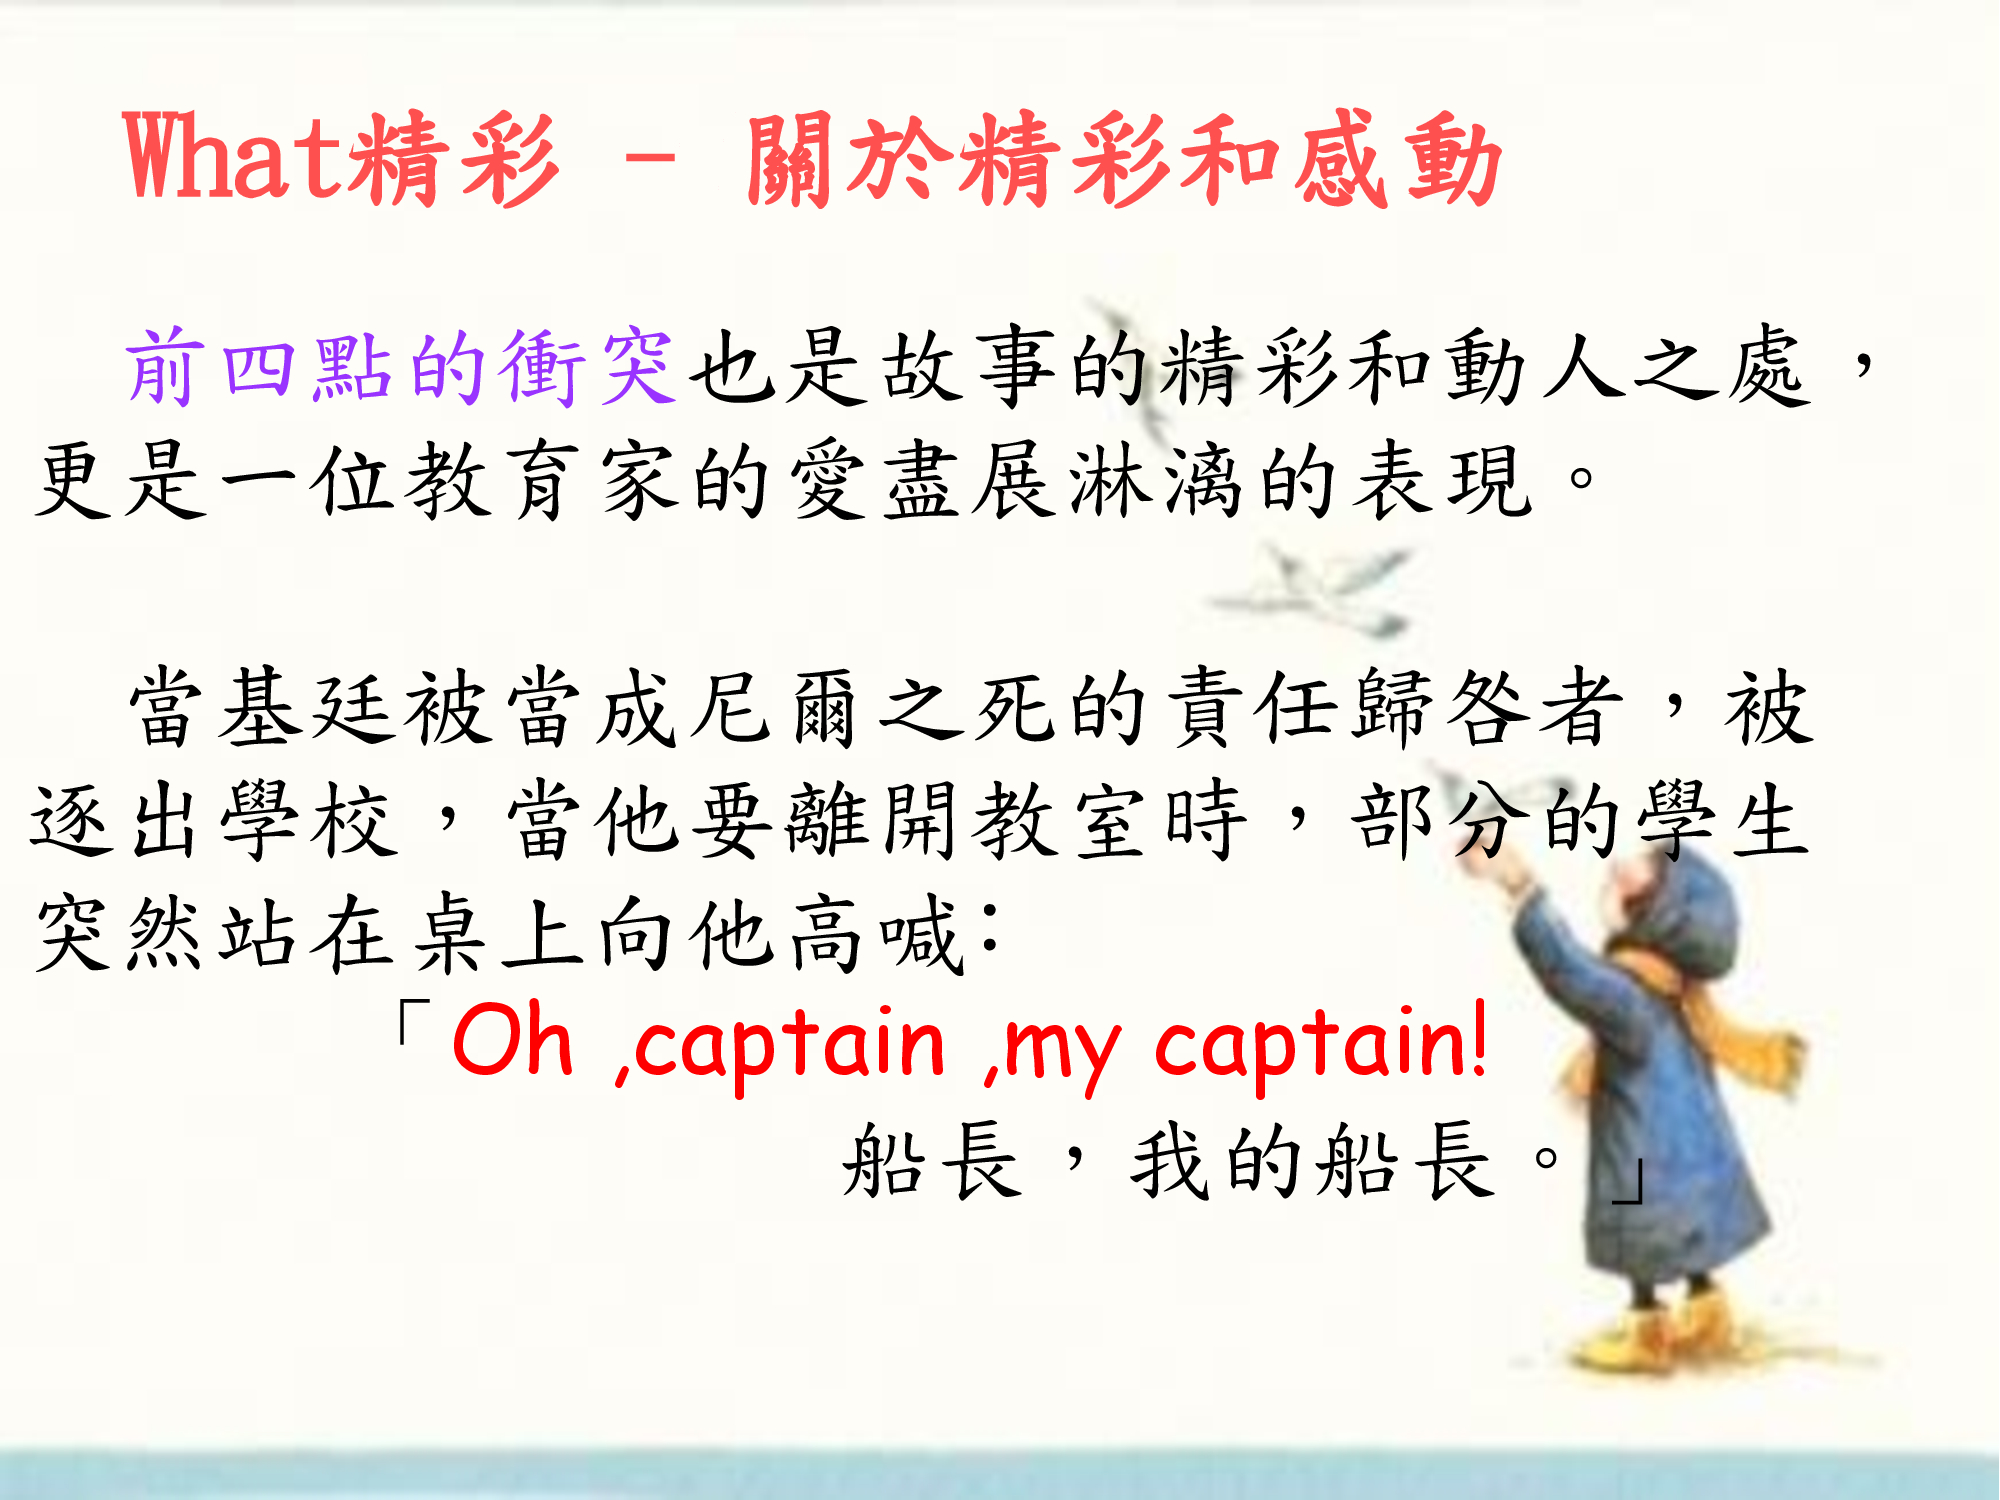 What精彩 - 關於精彩和感動
前四點的衝突也是故事的精彩和動人之處，
更是一位教育家的愛盡展淋漓的表現。
當基廷被當成尼爾之死的責任歸咎者，被
逐出學校，當他要離開教室時，部分的學生
突然站在桌上向他高喊：
「Oh ,captain ,my captain!
船長，我的船長。」